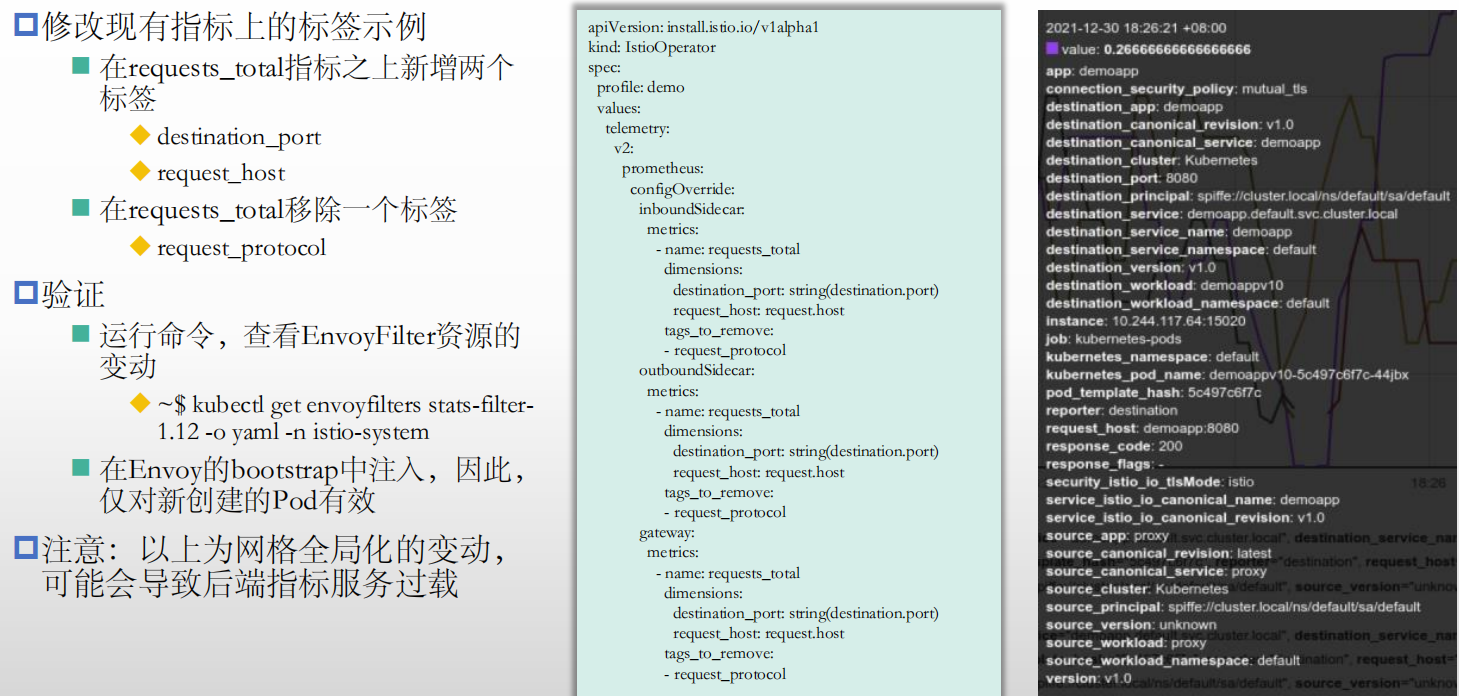 修改现有指标上的标签示例
在requests_total指标之上新增两个
标签
destination_port
request_host
在requests_total移除一个标签
request_protocol
验证
运行命令，查看EnvoyFilter资源的
变动
~$ kubectl get envoyfilters stats-filter-
1.12 -o yaml -n istio-system
在Envoy的bootstrap中注入，因此，
仅对新创建的Pod有效
注意：以上为网格全局化的变动，
可能会导致后端指标服务过载
apiVersion: install.istio.io/v1alpha1
kind: IstioOperator
spec:
profile: demo
values:
telemetry:
v2:
prometheus:
configOverride:
inboundSidecar:
metrics:
- name: requests_total
dimensions:
destination_port: string(destination.port)
request_host: request.host
tags_to_remove:
- request_protocol
outboundSidecar:
metrics:
- name: requests_total
dimensions:
destination_port: string(destination.port)
request_host: request.host
tags_to_remove:
- request_protocol
gateway:
metrics:
- name: requests_total
dimensions:
destination_port: string(destination.port)
request_host: request.host
tags_to_remove:
- request_protocol
2021-12-30 18:26:21 +08:00
value: 0.26666666666666666
app: demoapp
connection_security_policy: mutual_tls
destination_app: demoapp
destination_canonical_revision: v1.0
destination_canonical_service: demoapp
destination_cluster: Kubernetes
destination_port: 8080
destination_principal: spiffe://cluster.local/ns/default/sa/default
destination_service: demoapp.default.svc.cluster.local
destination_service_name: demoapp
destination_service_namespace: default
destination_version: v1.0
destination_workload: demoappv10
destination_workload_namespace: default
instance: 10.244.117.64:15020
job: kubernetes-pods
kubernetes_namespace: default
kubernetes_pod_name: demoappv10-5c497c6f7c-44jbx
pod_template_hash: 5c497c6f7c
reporter: destination
request_host: demoapp:8080
response_code: 200
response_flags: -
security_istio_io_tlsMode: istio
18:26
service_istio_io_canonical_name: demoapp
service_istio_io_canonical_revision: v1.0
source_app: proxy
source_canonical_revision: latest
source_canonical_service: proxy
source_cluster: Kubernetes
source_principal: spiffe://cluster.local/ns/default/sa/default
source_version: unknown
source_workload: proxy
source_workload_namespace: default
version: v1.0